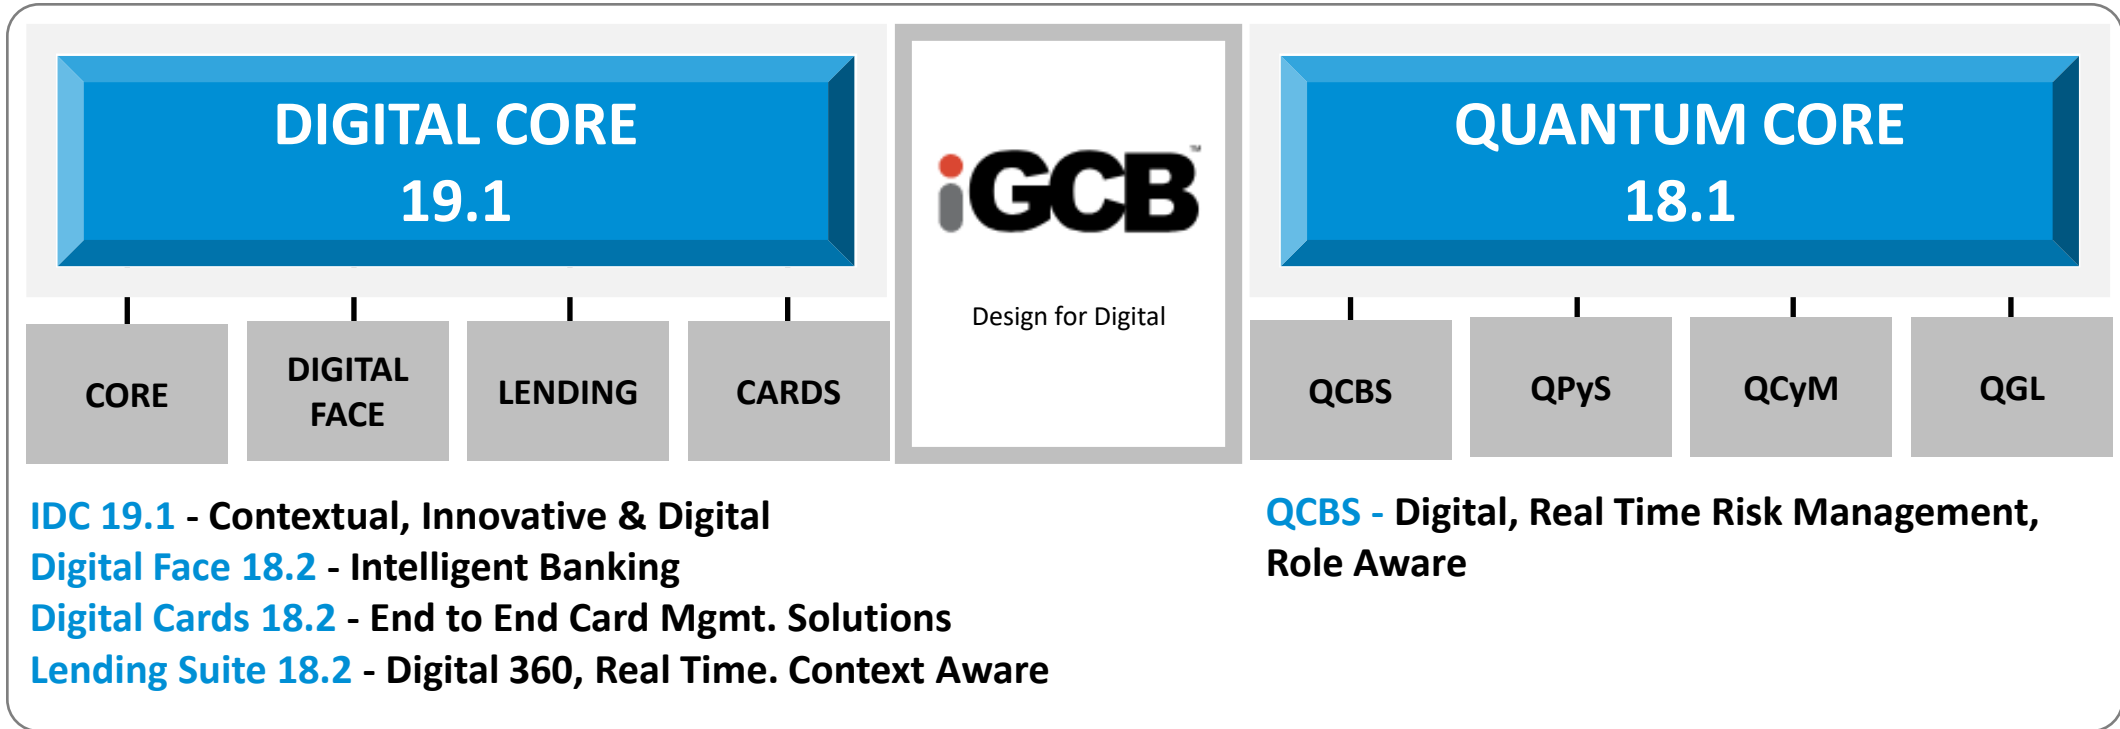 DIGITAL CORE
19.1
CORE
DIGITAL
FACE
LENDING
CARDS
iGCB™
Design for Digital
QUANTUM CORE
18.1
QCBS
QPyS
QCyM
QGL
IDC 19.1 - Contextual, Innovative & Digital
Digital Face 18.2 - Intelligent Banking
Digital Cards 18.2 - End to End Card Mgmt. Solutions
Lending Suite 18.2 - Digital 360, Real Time. Context Aware
QCBS - Digital, Real Time Risk Management,
Role Aware